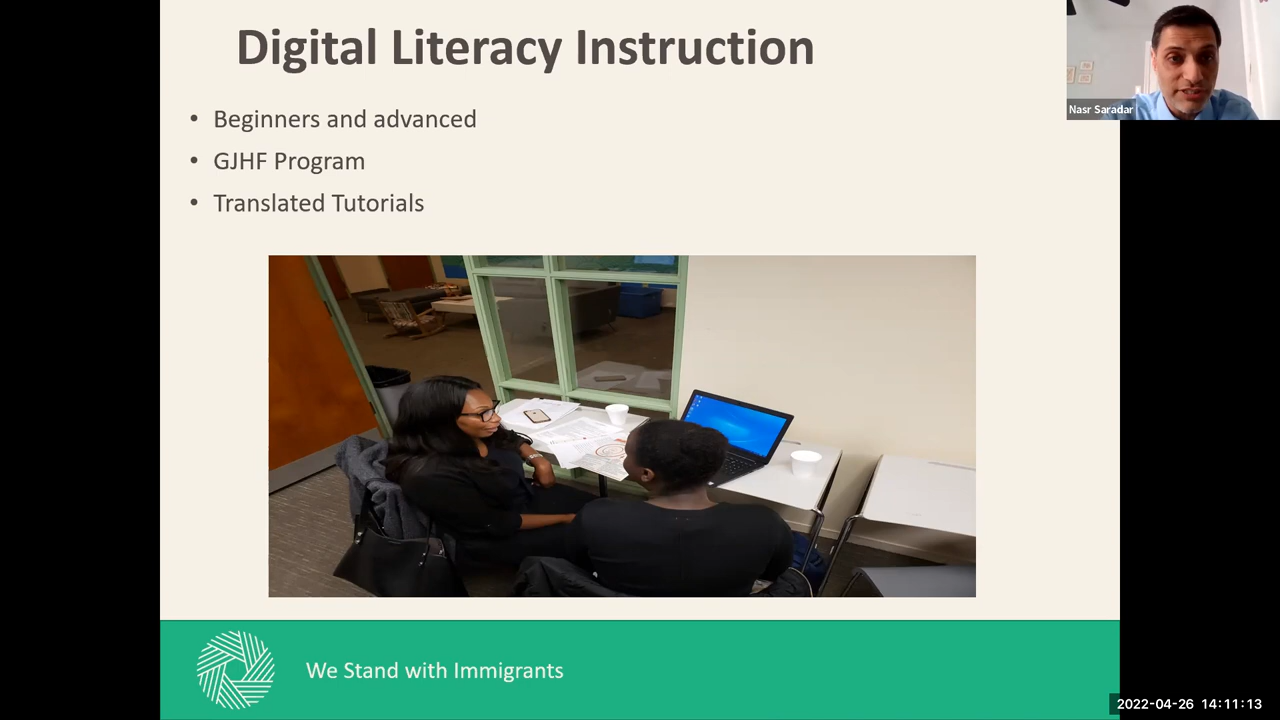 Digital Literacy Instruction
• Beginners and advanced
• GJHF Program
• Translated Tutorials
Nasr Saradar
We Stand with Immigrants
2022-04-26 14:11:13